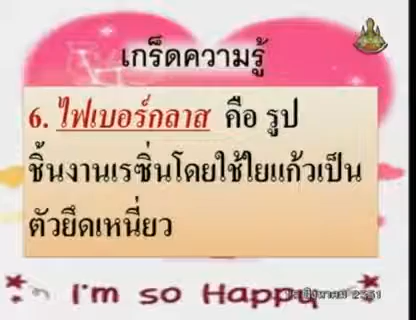 เกร็ดความรู้
6. ไฟเบอร์กลาส คือ รูป
ชิ้นงานเรซิ่นโดยใช้ใยแก้วเป็น
ตัวยึดเหนี่ยว
I'm so Happy
2551